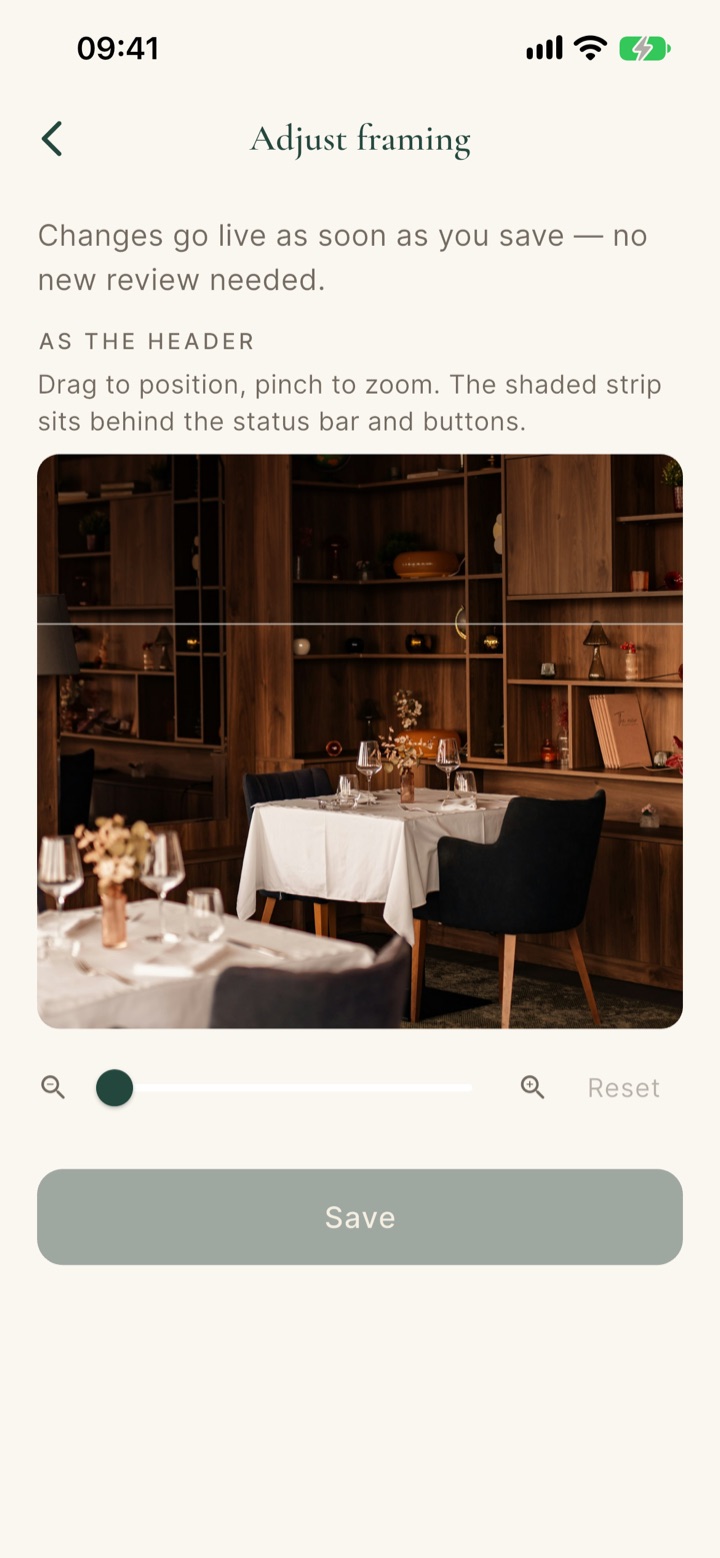 09:41
Adjust framing
Changes go live as soon as you save — no
new review needed.
AS THE HEADER
Drag to position, pinch to zoom. The shaded strip
sits behind the status bar and buttons.
Reset
Save